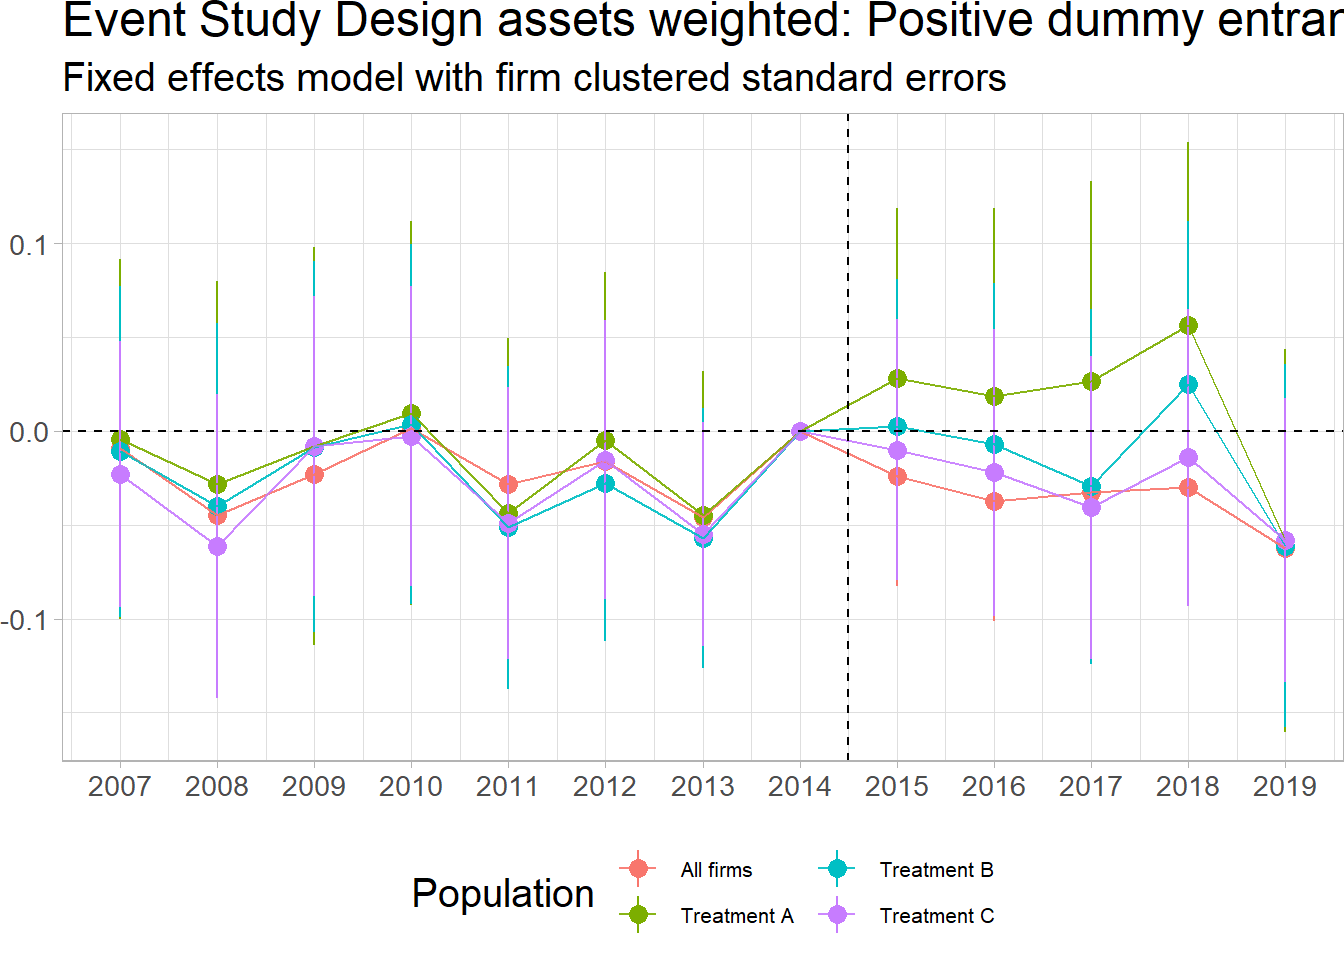 Event Study Design assets weighted: Positive dummy
Fixed effects model with firm clustered standard errors
0.1
0.0
-0.1
2007 2008 2009 2010 2011 2012 2013 2014 2015 2016 2017 2018 2019
Population
All firms
Treatment A
Treatment B
Treatment C